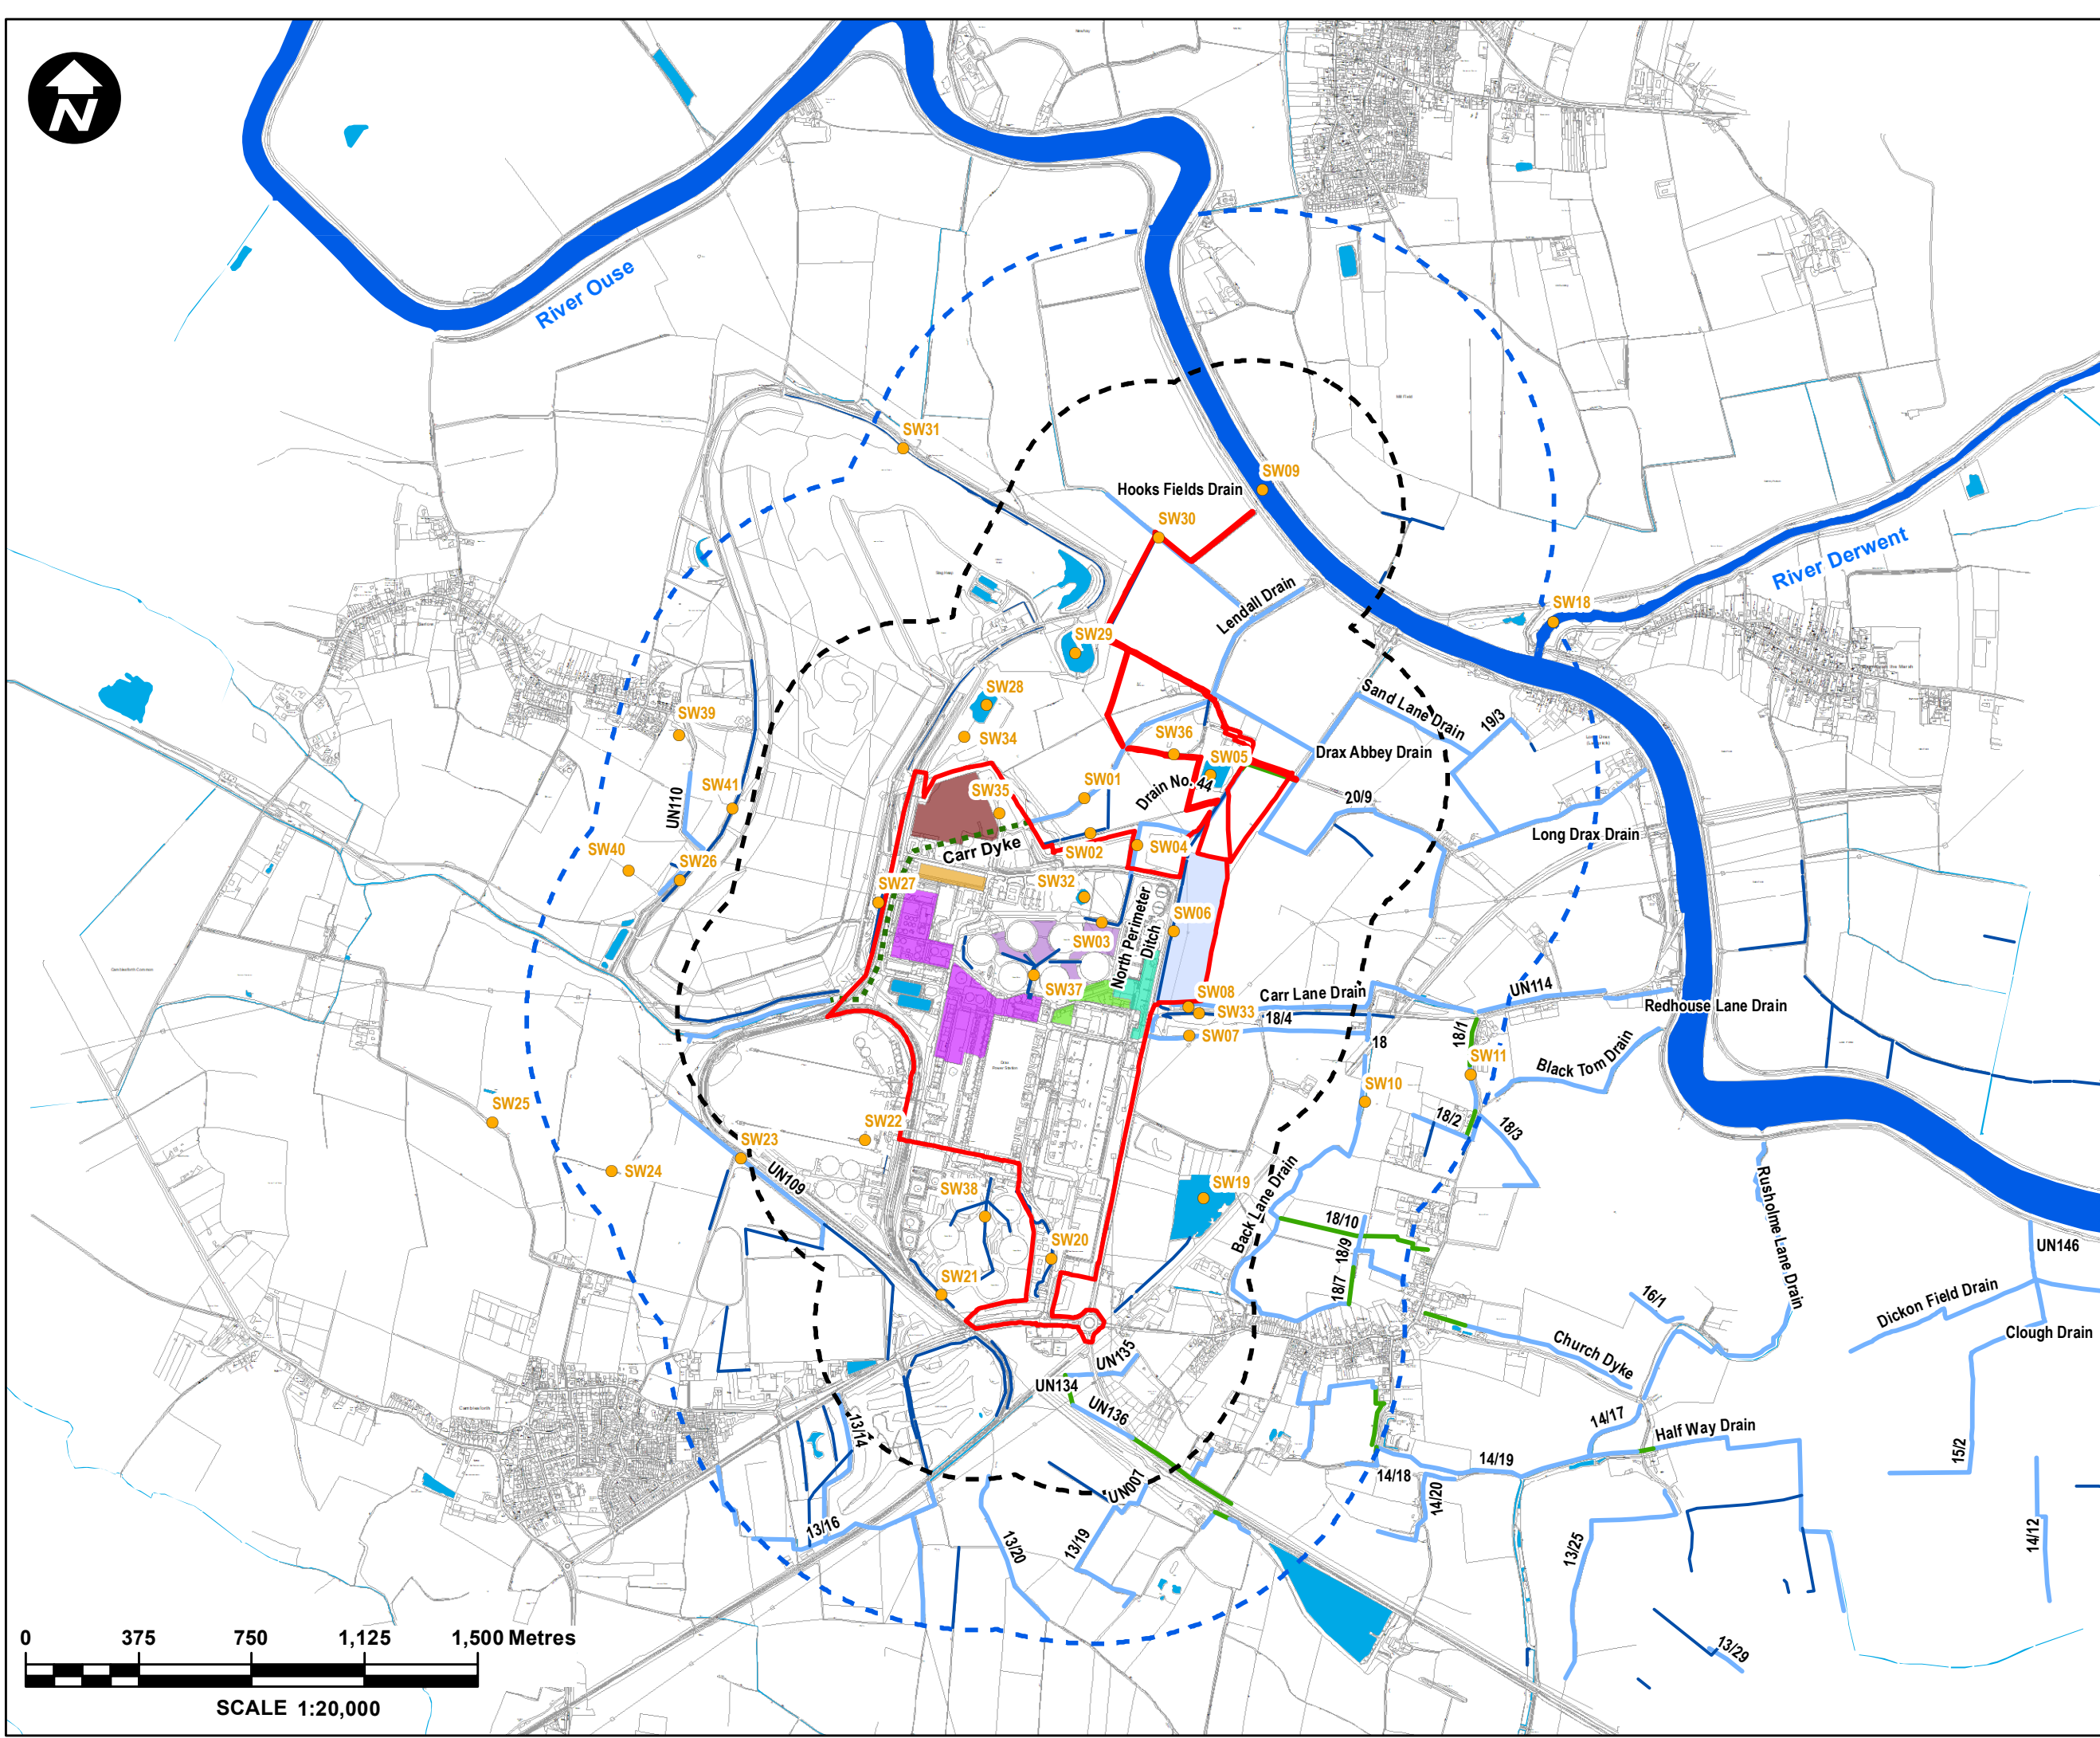 N
River Ouse
SW31
SW09
Hooks Fields Drain
SW30
River Derwent
SW18
Lendall Drain
SW29
SW28
Sand Lane Drain
19/3
SW39
SW34
SW36
Drax Abbey Drain
SW05
SW01
Drain No. 44
SW35
20/9
UN110
SW41
Long Drax Drain
Carr Dyke
SW02
SW04
SW40
SW26
SW32
SW27
North Perimeter
Ditch
SW06
SW03
SW37
SW08
Carr Lane Drain
UN114
SW33
18/4
Redhouse Lane Drain
SW07
18
18/1
SW11
Black Tom Drain
SW25
SW10
SW22
18/2
18/3
SW23
SW24
UN109
SW19
Back Lane Drain
Rusholme Lane Drain
SW38
18/10
18/9
UN146
SW20
18/7
SW21
16/1
Dickon Field Drain
Clough Drain
Church Dyke
UN135
UN134
UN136
13/14
14/17
Half Way Drain
14/19
15/2
14/18
UN007
14/20
13/16
13/20
13/19
13/25
14/12
13/29
0 375 750 1,125 1,500 Metres
SCALE 1:20,000